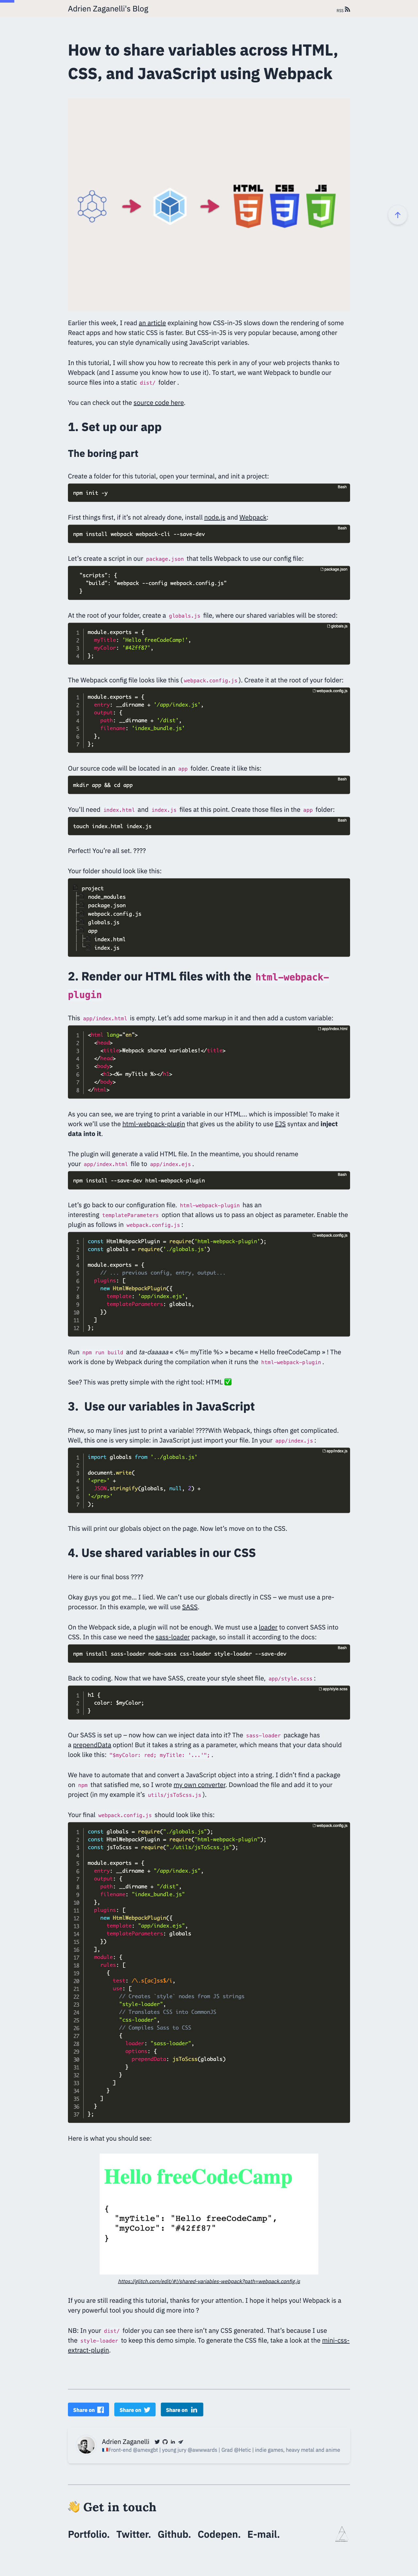 Adrien Zaganelli's Blog
RSS
How to share variables across HTML,
CSS, and JavaScript using Webpack
HTML CSS JS
Earlier this week, I read an article explaining how CSS-in-JS slows down the rendering of some
React apps and how static CSS is faster. But CSS-in-JS is very popular because, among other
features, you can style dynamically using JavaScript variables.
In this tutorial, I will show you how to recreate this perk in any of your web projects thanks to
Webpack (and I assume you know how to use it). To start, we want Webpack to bundle our
source files into a static dist/ folder .
You can check out the source code here.
1. Set up our app
The boring part
Create a folder for this tutorial, open your terminal, and init a project:
Bash
npm init -y
First things first, if it's not already done, install node.js and Webpack:
Bash
npm install webpack webpack-cli --save-dev
Let's create a script in our package.json that tells Webpack to use our config file:
package.json
"scripts": {
"build": "webpack --config webpack.config.js"
}
At the root of your folder, create a globals.js file, where our shared variables will be stored:
globals.js
1 module.exports = {
2 myTitle: 'Hello freeCodeCamp!',
3 myColor: '#42ff87',
4 };
The Webpack config file looks like this (webpack.config.js). Create it at the root of your folder:
webpack.config.js
1 module.exports = {
2 entry: __dirname + '/app/index.js',
3 output: {
4 path: __dirname + '/dist',
5 filename: 'index_bundle.js'
6 },
7 };
Our source code will be located in an app folder. Create it like this:
Bash
mkdir app && cd app
You'll need index.html and index.js files at this point. Create those files in the app folder:
Bash
touch index.html index.js
Perfect! You're all set. ????
Your folder should look like this:
project
node_modules
package.json
webpack.config.js
globals.js
app
index.html
index.js
2. Render our HTML files with the html-webpack-
plugin
This app/index.html is empty. Let's add some markup in it and then add a custom variable:
app/index.html
1 <html lang="en">
2 <head>
3 <title>Webpack shared variables!</title>
4 </head>
5 <body>
6 <h1><%= myTitle %></h1>
7 </body>
8 </html>
As you can see, we are trying to print a variable in our HTML... which is impossible! To make it
work we'll use the html-webpack-plugin that gives us the ability to use EJS syntax and inject
data into it.
The plugin will generate a valid HTML file. In the meantime, you should rename
your app/index.html file to app/index.ejs.
Bash
npm install --save-dev html-webpack-plugin
Let's go back to our configuration file. html-webpack-plugin has an
interesting templateParameters option that allows us to pass an object as parameter. Enable the
plugin as follows in webpack.config.js:
webpack.config.js
1 const HtmlWebpackPlugin = require('html-webpack-plugin');
2 const globals = require('./globals.js')
3
4 module.exports = {
5 // ... previous config, entry, output...
6 plugins: [
7 new HtmlWebpackPlugin({
8 template: 'app/index.ejs',
9 templateParameters: globals,
10 })
11 ]
12 };
Run npm run build and ta-daaaaa « <%= myTitle %> » became « Hello freeCodeCamp » ! The
work is done by Webpack during the compilation when it runs the html-webpack-plugin.
See? This was pretty simple with the right tool: HTML ✅
3. Use our variables in JavaScript
Phew, so many lines just to print a variable! ????With Webpack, things often get complicated.
Well, this one is very simple: in JavaScript just import your file. In your app/index.js:
app/index.js
1 import globals from '../globals.js'
2
3 document.write(
4 '<pre>' +
5 JSON.stringify(globals, null, 2) +
6 '</pre>'
7 );
This will print our globals object on the page. Now let's move on to the CSS.
4. Use shared variables in our CSS
Here is our final boss ????
Okay guys you got me... I lied. We can't use our globals directly in CSS – we must use a pre-
processor. In this example, we will use SASS.
On the Webpack side, a plugin will not be enough. We must use a loader to convert SASS into
CSS. In this case we need the sass-loader package, so install it according to the docs:
Bash
npm install sass-loader node-sass css-loader style-loader --save-dev
Back to coding. Now that we have SASS, create your style sheet file, app/style.scss:
app/style.scss
1 h1 {
2 color: $myColor;
3 }
Our SASS is set up – now how can we inject data into it? The sass-loader package has
a prependData option! But it takes a string as a parameter, which means that your data should
look like this: "$myColor: red; myTitle: '...'";.
We have to automate that and convert a JavaScript object into a string. I didn't find a package
on npm that satisfied me, so I wrote my own converter. Download the file and add it to your
project (in my example it's utils/jsToScss.js).
Your final webpack.config.js should look like this:
webpack.config.js
1 const globals = require("./globals.js");
2 const HtmlWebpackPlugin = require("html-webpack-plugin");
3 const jsToScss = require("./utils/jsToScss.js");
4
5 module.exports = {
6 entry: __dirname + "/app/index.js",
7 output: {
8 path: __dirname + "/dist",
9 filename: "index_bundle.js"
10 },
11 plugins: [
12 new HtmlWebpackPlugin({
13 template: "app/index.ejs",
14 templateParameters: globals
15 })
16 ],
17 module: {
18 rules: [
19 {
20 test: /\.s[ac]ss$/i,
21 use: [
22 // Creates `style` nodes from JS strings
23 "style-loader",
24 // Translates CSS into CommonJS
25 "css-loader",
26 // Compiles Sass to CSS
27 {
28 loader: "sass-loader",
29 options: {
30 prependData: jsToScss(globals)
31 }
32 }
33 ]
34 }
35 ]
36 }
37 };
Here is what you should see:
Hello freeCodeCamp
{
"myTitle": "Hello freeCodeCamp",
"myColor": "#42ff87"
}
https://glitch.com/edit/#!/shared-variables-webpack?path=webpack.config.js
If you are still reading this tutorial, thanks for your attention. I hope it helps you! Webpack is a
very powerful tool you should dig more into ?
NB: In your dist/ folder you can see there isn't any CSS generated. That's because I use
the style-loader to keep this demo simple. To generate the CSS file, take a look at the mini-css-
extract-plugin.
Share on
Share on
Share on
Adrien Zaganelli
Front-end @ameegbt | young jury @awwwards | Grad @Hetic | indie games, heavy metal and anime
👋 Get in touch
Portfolio. Twitter. Github. Codepen. E-mail.